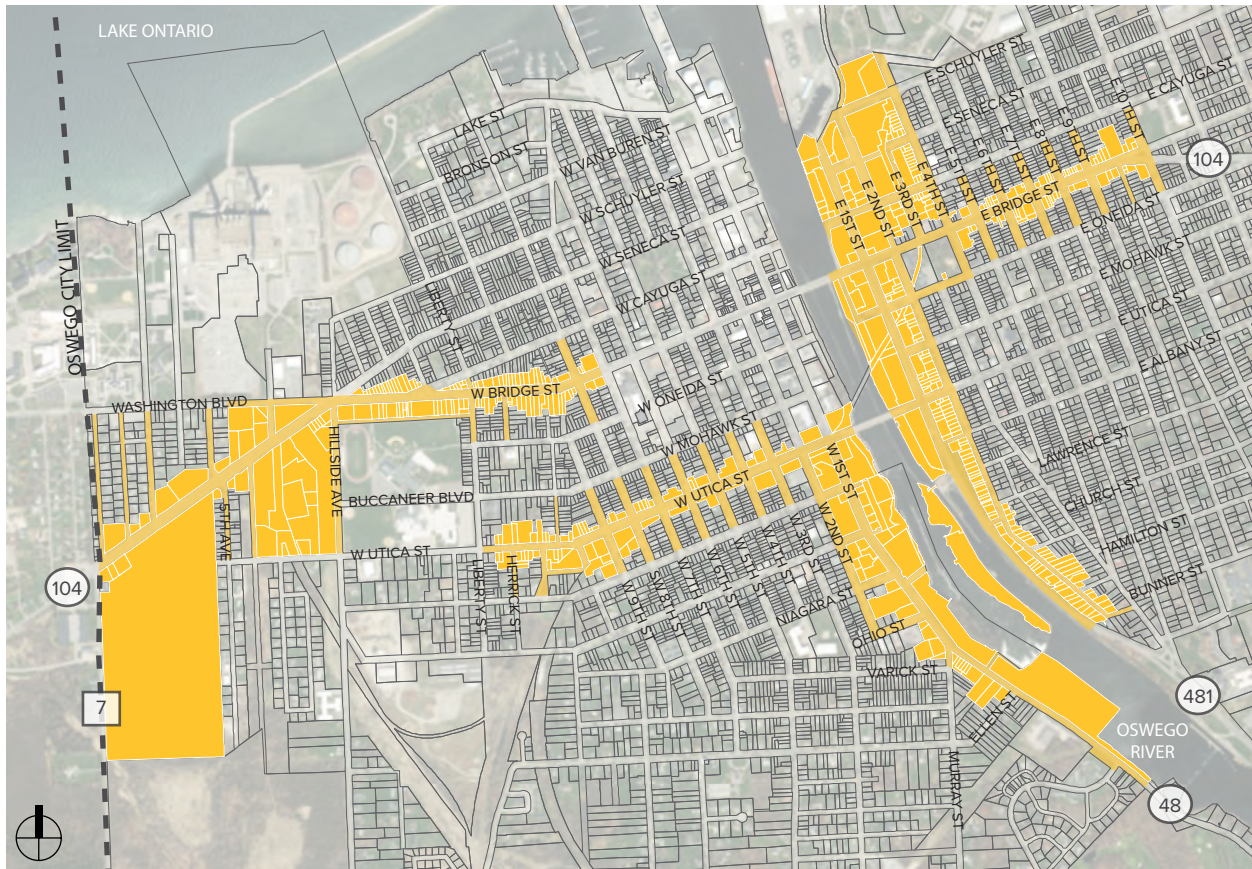 LAKE ONTARIO
E SCHUYLER ST
E SENECA ST
E CAYUGA ST
E 10TH ST
E 9TH ST
E 8TH ST
E 7TH ST
E 6TH ST
E 5TH ST
E 4TH ST
E 3RD ST
E 2ND ST
E 1ST ST
E BRIDGE ST
104
E ONEIDA ST
E MOHAWK ST
E UTICA ST
E ALBANY ST
LAKE ST
BRONSON ST
W VAN BUREN ST
W SCHUYLER ST
W SENECA ST
W CAYUGA ST
LIBERTY ST
OSWEGO CITY LIMIT
WASHINGTON BLVD
W BRIDGE ST
W ONEIDA ST
W MOHAWK ST
HILLSIDE AVE
BUCCANEER BLVD
W UTICA ST
W 1ST ST
LAWRENCE ST
CHURCH ST
HAMILTON ST
BUNNER ST
5TH AVE
W UTICA ST
LIBERTY ST
HERRICK ST
W 9TH ST
SW 8TH ST
W 7TH ST
W 6TH ST
W 5TH ST
W 4TH ST
W 3RD ST
W 2ND ST
NIAGARA ST
OHIO ST
VARICK ST
ELLEN ST
MURRAY ST
104
7
481
OSWEGO
RIVER
48